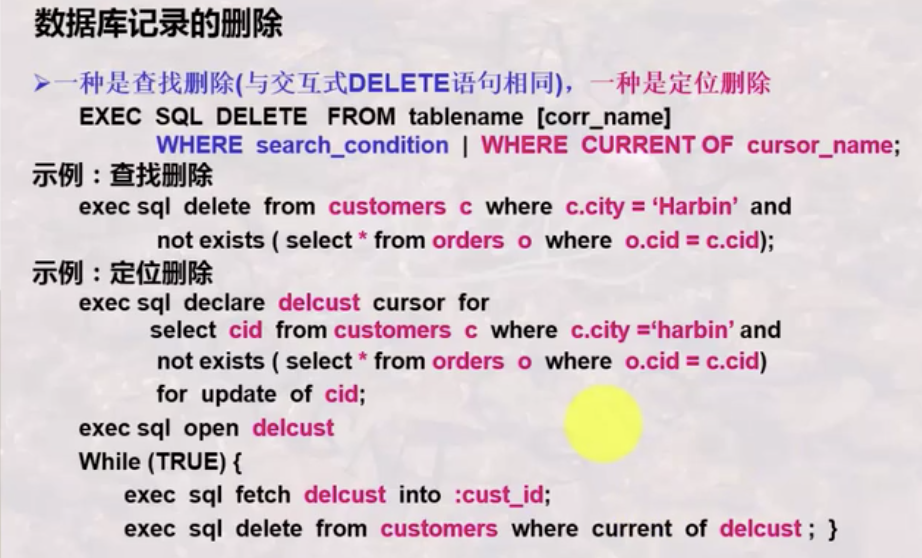 数据库记录的删除
➢一种是查找删除(与交互式DELETE语句相同)，一种是定位删除
EXEC SQL DELETE FROM tablename [corr_name]
WHERE search_condition | WHERE CURRENT OF cursor_name;
示例：查找删除
exec sql delete from customers c where c.city = ‘Harbin’ and
not exists ( select * from orders o where o.cid = c.cid);
示例：定位删除
exec sql declare delcust cursor for
select cid from customers c where c.city =‘harbin’ and
not exists ( select * from orders o where o.cid = c.cid)
for update of cid;
exec sql open delcust
While (TRUE) {
exec sql fetch delcust into :cust_id;
exec sql delete from customers where current of delcust ; }